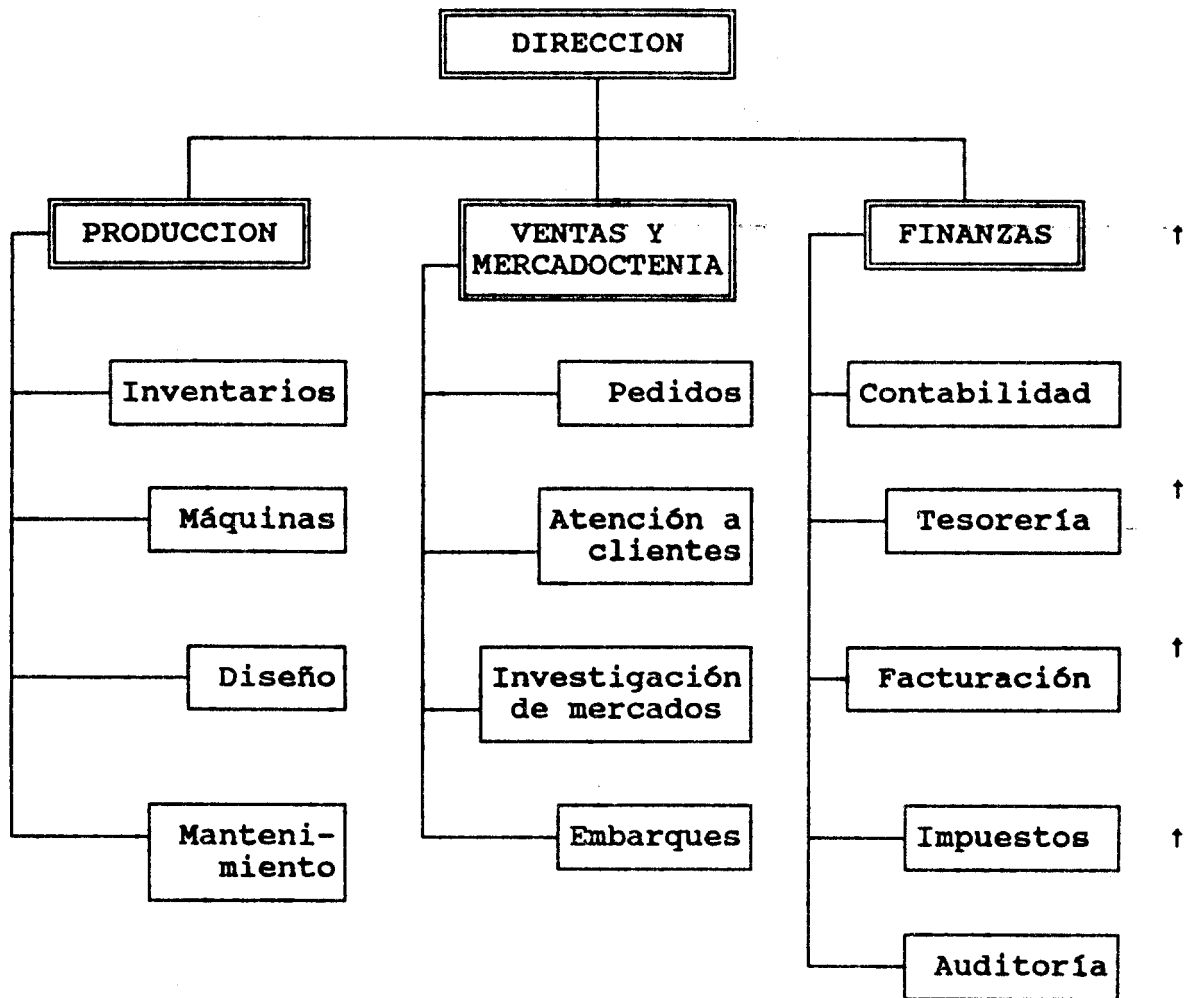 DIRECCION
PRODUCCION
Inventarios
Máquinas
Diseño
Manteni-
miento
VENTAS Y
MERCADOCTENIA
Pedidos
Atención a
clientes
Investigación
de mercados
Embarques
FINANZAS
↑
Contabilidad
Tesorería
↑
Facturación
↑
Impuestos
↑
Auditoría